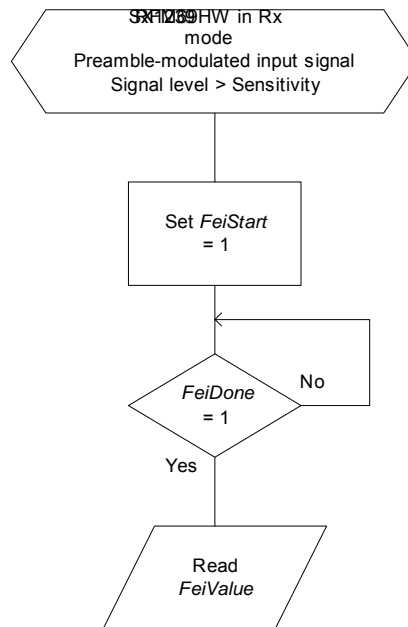 in Rx
mode
Preamble-modulated input signal
Signal level > Sensitivity
Set FeiStart
= 1
FeiDone
= 1
No
Yes
Read
FeiValue